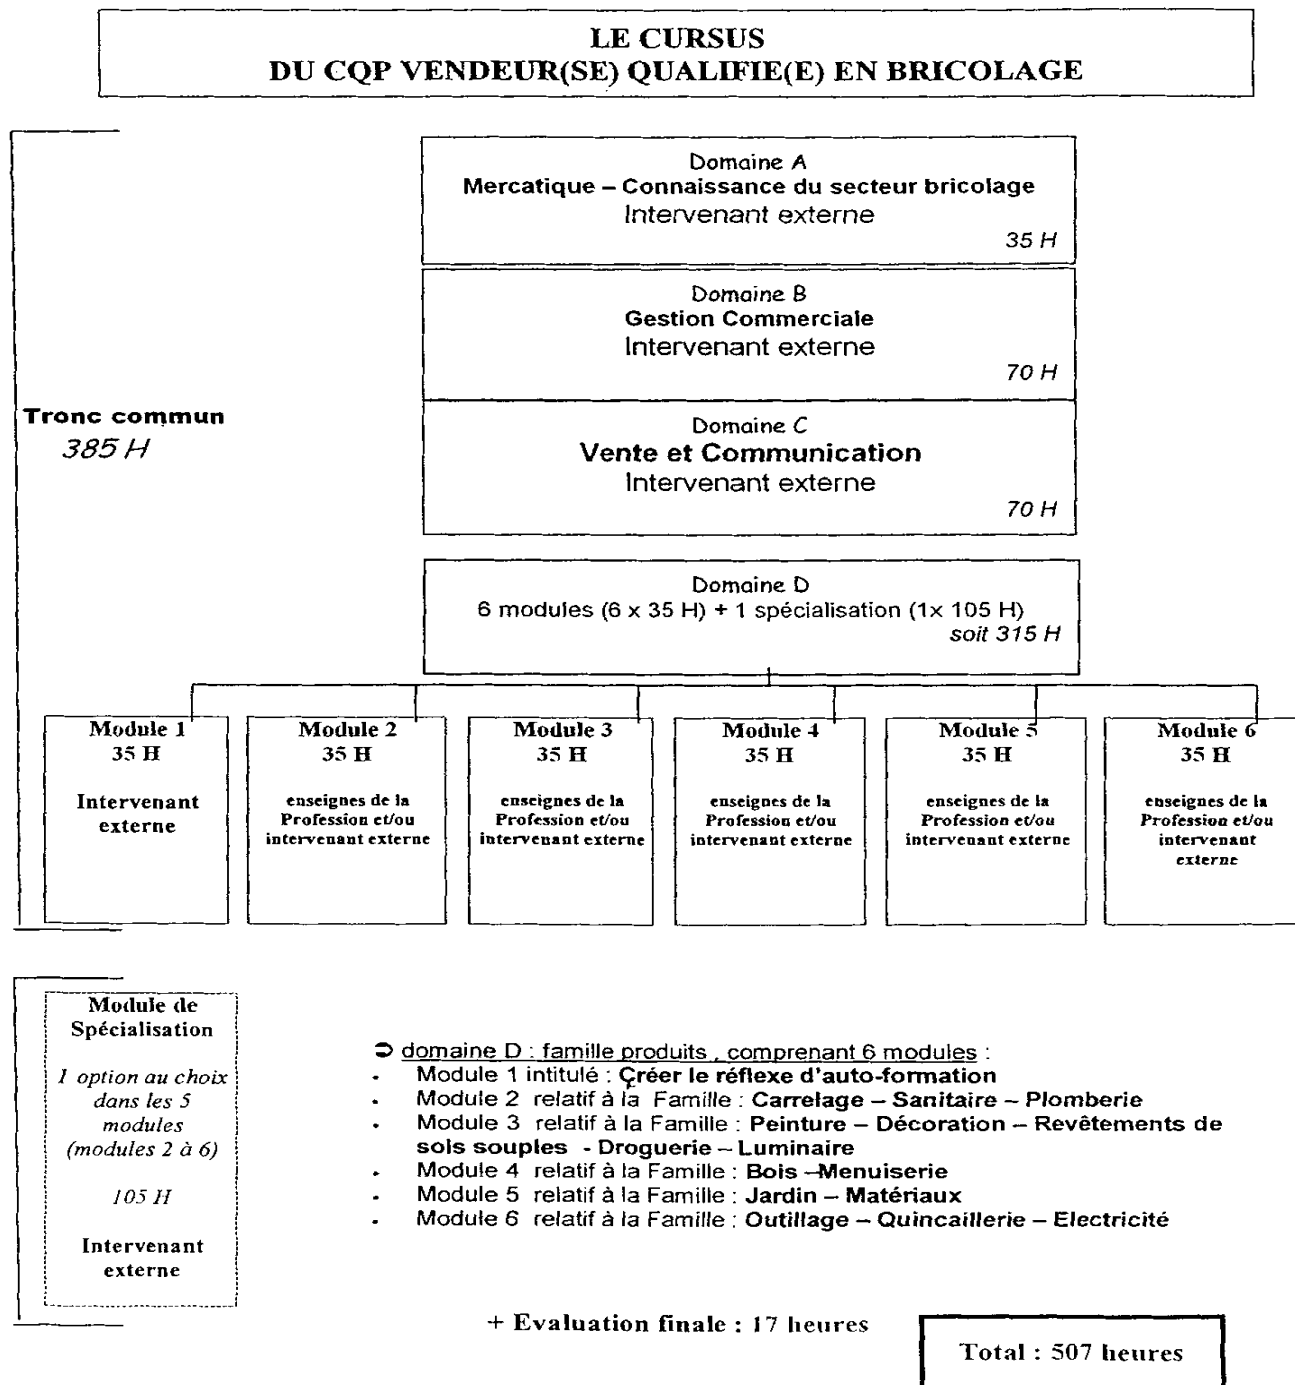 LE CURSUS
DU CQP VENDEUR(SE) QUALIFIE(E) EN BRICOLAGE
Domaine A
Mercatique – Connaissance du secteur bricolage
Intervenant externe
35 H
Domaine B
Gestion Commerciale
Intervenant externe
70 H
Tronc commun
385 H
Domaine C
Vente et Communication
Intervenant externe
70 H
Domaine D
6 modules (6 x 35 H) + 1 spécialisation (1x 105 H)
soit 315 H
Module 1
35 H
Intervenant
externe
Module 2
35 H
enseignes de la
Profession et/ou
intervenant externe
Module 3
35 H
enseignes de la
Profession et/ou
intervenant externe
Module 4
35 H
enseignes de la
Profession et/ou
intervenant externe
Module 5
35 H
enseignes de la
Profession et/ou
intervenant externe
Module 6
35 H
enseignes de la
Profession et/ou
intervenant
externe
Module de
Spécialisation
1 option au choix
dans les 5
modules
(modules 2 à 6)
105 H
Intervenant
externe
➲ domaine D : famille produits , comprenant 6 modules :
- Module 1 intitulé : Créer le réflexe d'auto-formation
- Module 2 relatif à la Famille : Carrelage – Sanitaire – Plomberie
- Module 3 relatif à la Famille : Peinture – Décoration – Revêtements de
sols souples - Droguerie – Luminaire
- Module 4 relatif à la Famille : Bois –Menuiserie
- Module 5 relatif à la Famille : Jardin – Matériaux
- Module 6 relatif à la Famille : Outillage – Quincaillerie – Electricité
+ Evaluation finale : 17 heures
Total : 507 heures